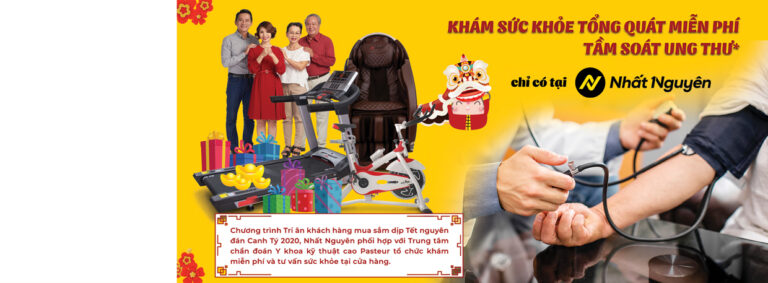 KHÁM SỨC KHỎE TỔNG QUÁT MIỄN PHÍ
TẦM SOÁT UNG THƯ*
chỉ có tại Nhất Nguyên
Chương trình Tri ân khách hàng mua sắm dịp Tết nguyên
đán Canh Tý 2020, Nhất Nguyên phối hợp với Trung tâm
chẩn đoán Y khoa kỹ thuật cao Pasteur tổ chức khám
miễn phí và tư vấn sức khỏe tại cửa hàng.